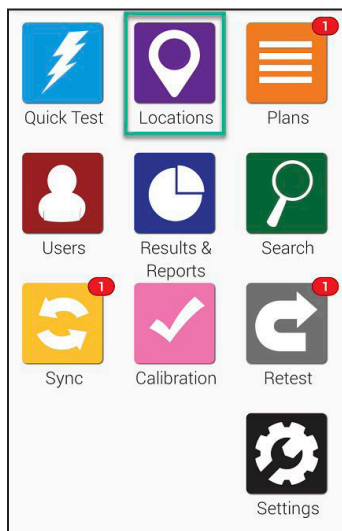 1
Quick Test
Locations
Plans
Users
Results &
Reports
Search
1
1
Sync
Calibration
Retest
Settings